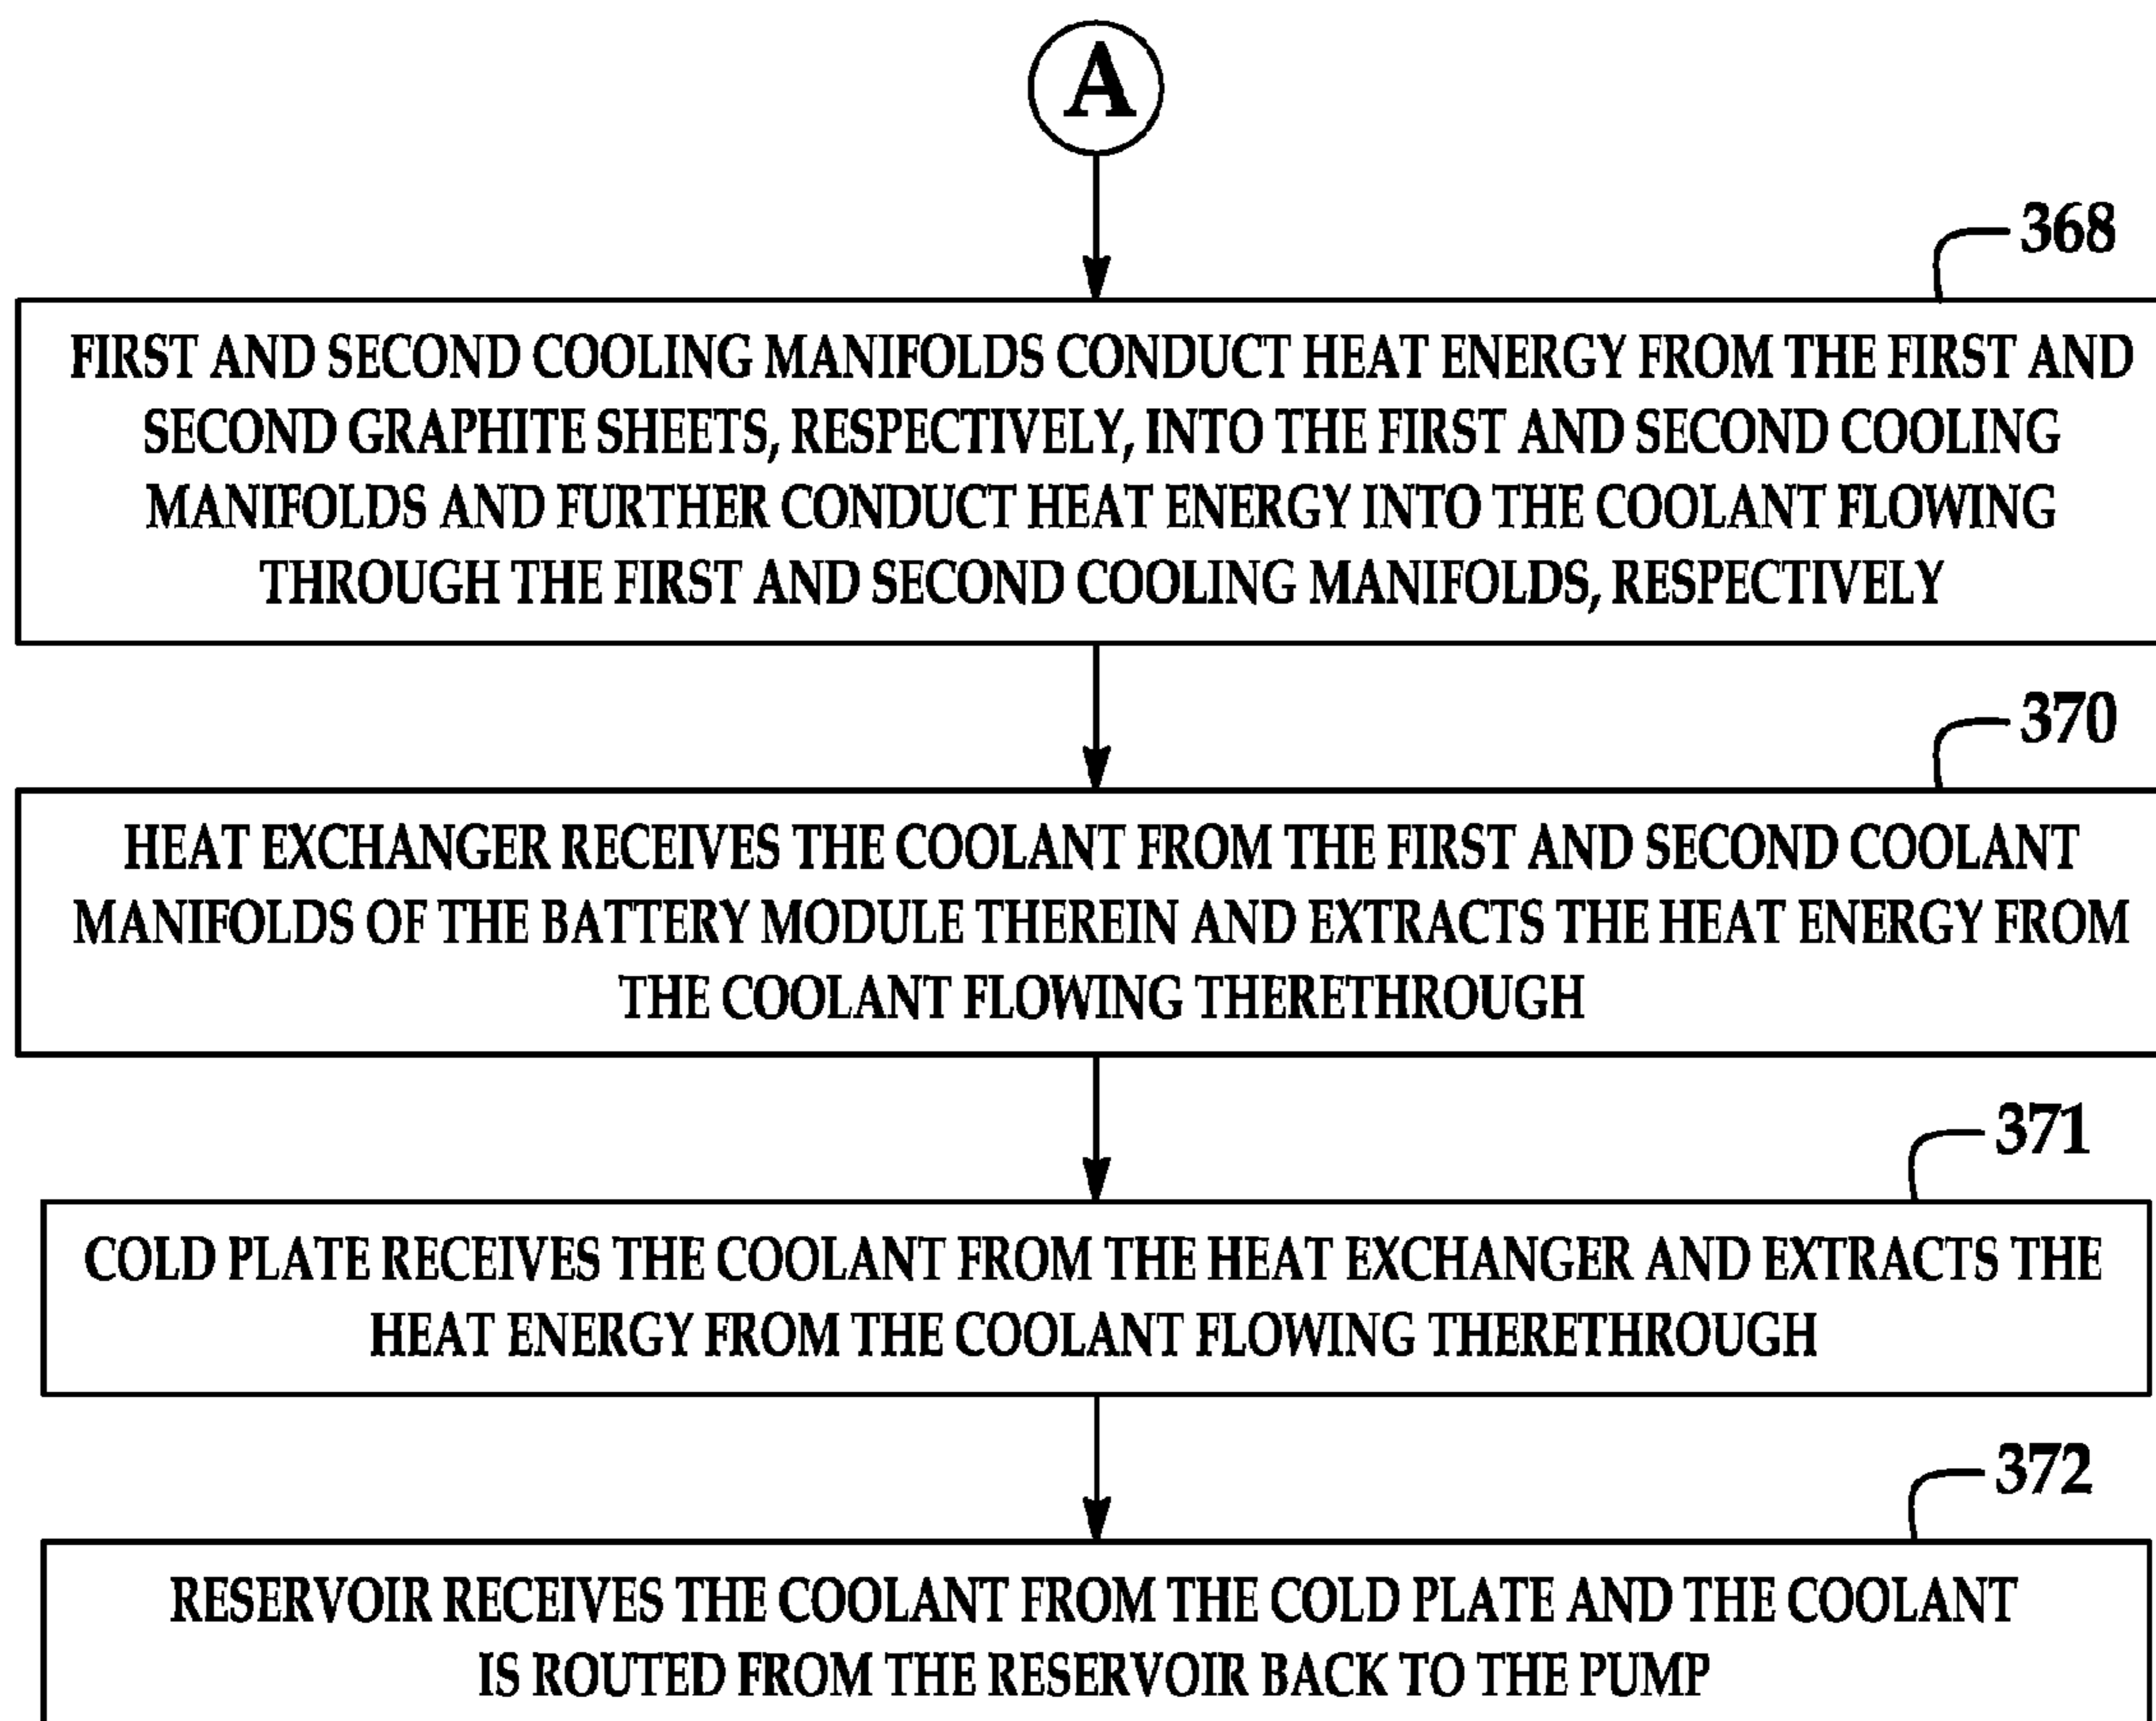 A
368
FIRST AND SECOND COOLING MANIFOLDS CONDUCT HEAT ENERGY FROM THE FIRST AND
SECOND GRAPHITE SHEETS, RESPECTIVELY, INTO THE FIRST AND SECOND COOLING
MANIFOLDS AND FURTHER CONDUCT HEAT ENERGY INTO THE COOLANT FLOWING
THROUGH THE FIRST AND SECOND COOLING MANIFOLDS, RESPECTIVELY
370
HEAT EXCHANGER RECEIVES THE COOLANT FROM THE FIRST AND SECOND COOLANT
MANIFOLDS OF THE BATTERY MODULE THEREIN AND EXTRACTS THE HEAT ENERGY FROM
THE COOLANT FLOWING THERETHROUGH
371
COLD PLATE RECEIVES THE COOLANT FROM THE HEAT EXCHANGER AND EXTRACTS THE
HEAT ENERGY FROM THE COOLANT FLOWING THERETHROUGH
372
RESERVOIR RECEIVES THE COOLANT FROM THE COLD PLATE AND THE COOLANT
IS ROUTED FROM THE RESERVOIR BACK TO THE PUMP